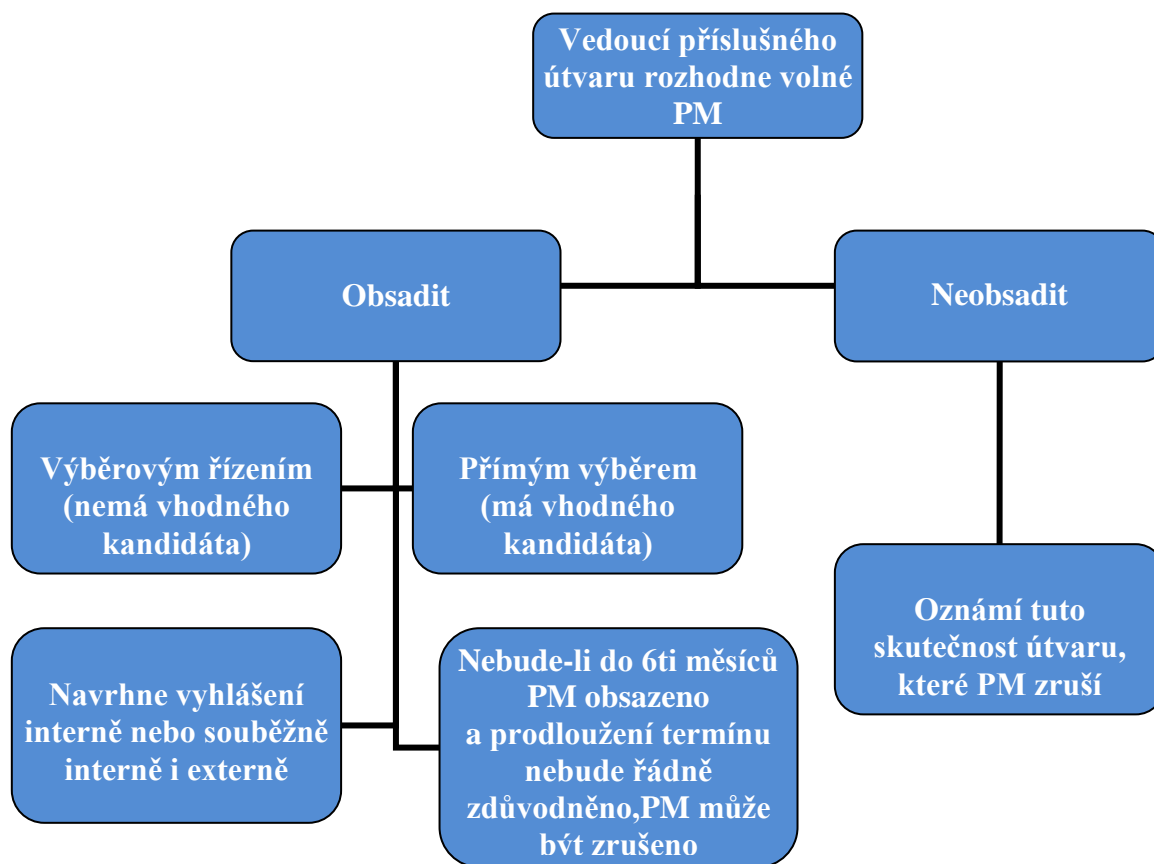 Vedoucí příslušného
útvaru rozhodne volné
PM
Obsadit
Neobsadit
Výběrovým řízením
(nemá vhodného
kandidáta)
Přímým výběrem
(má vhodného
kandidáta)
Navrhne vyhlášení
interně nebo souběžně
interně i externě
Nebude-li do 6ti měsíců
PM obsazeno
a prodloužení termínu
nebude řádně
zdůvodněno,PM může
být zrušeno
Oznámí tuto
skutečnost útvaru,
které PM zruší